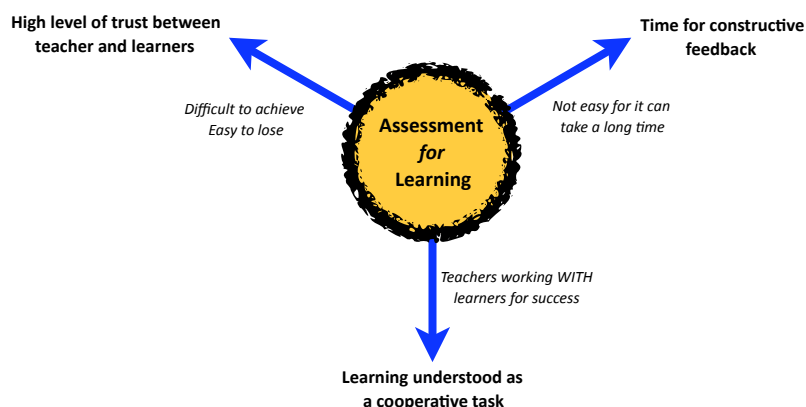 High level of trust between
teacher and learners
Time for constructive
feedback
Difficult to achieve
Easy to lose
Not easy for it can
take a long time
Assessment
for
Learning
Teachers working WITH
learners for success
Learning understood as
a cooperative task